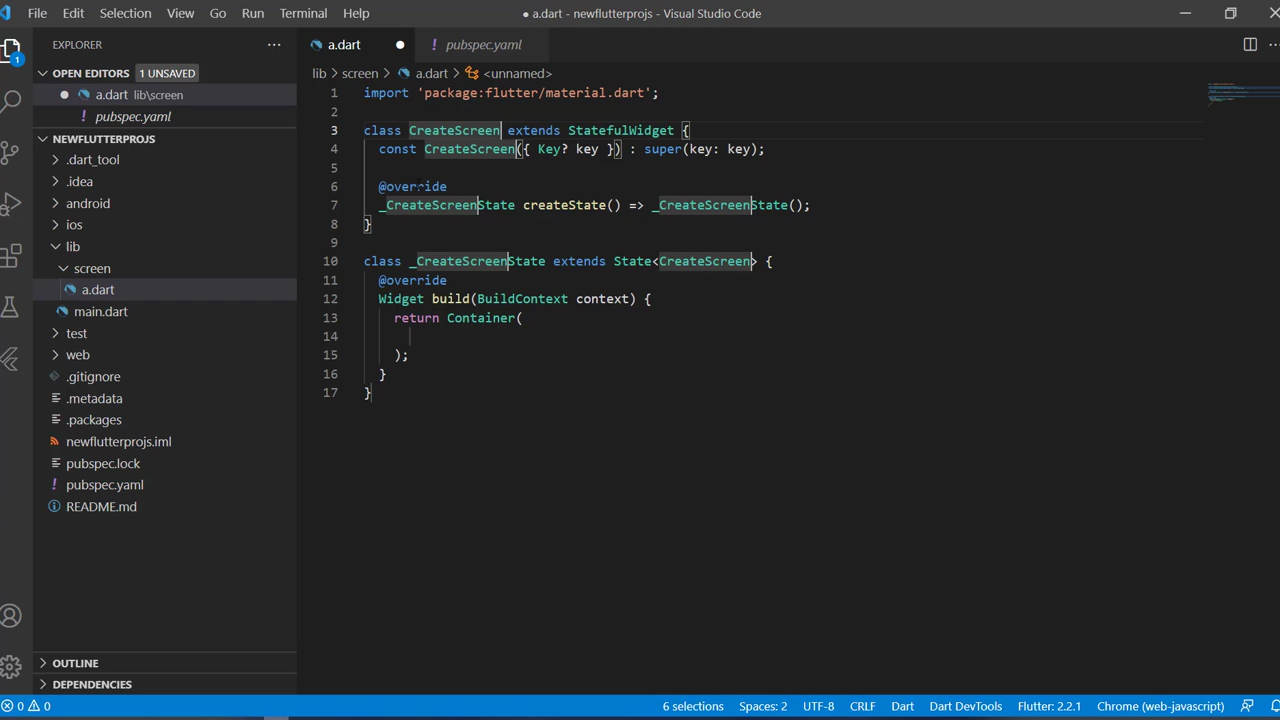 File Edit Selection View Go Run Terminal Help
● a.dart - newflutterprojs - Visual Studio Code
EXPLORER
OPEN EDITORS 1 UNSAVED
a.dart lib\screen
! pubspec.yaml
NEWFLUTTERPROJS
.dart_tool
.idea
android
ios
lib
screen
a.dart
main.dart
test
web
.gitignore
.metadata
.packages
newflutterprojs.iml
pubspec.lock
! pubspec.yaml
README.md
OUTLINE
DEPENDENCIES
1
a.dart
! pubspec.yaml
lib > screen > a.dart > <unnamed>
1 import 'package:flutter/material.dart';
2
3 class CreateScreen extends StatefulWidget {
4 const CreateScreen({ Key? key }) : super(key: key);
5
6 @override
7 _CreateScreenState createState() => _CreateScreenState();
8 }
9
10 class _CreateScreenState extends State<CreateScreen> {
11 @override
12 Widget build(BuildContext context) {
13 return Container(
14
15 );
16 }
17 }
0 0
6 selections Spaces: 2 UTF-8 CRLF Dart Dart DevTools Flutter: 2.2.1 Chrome (web-javascript)